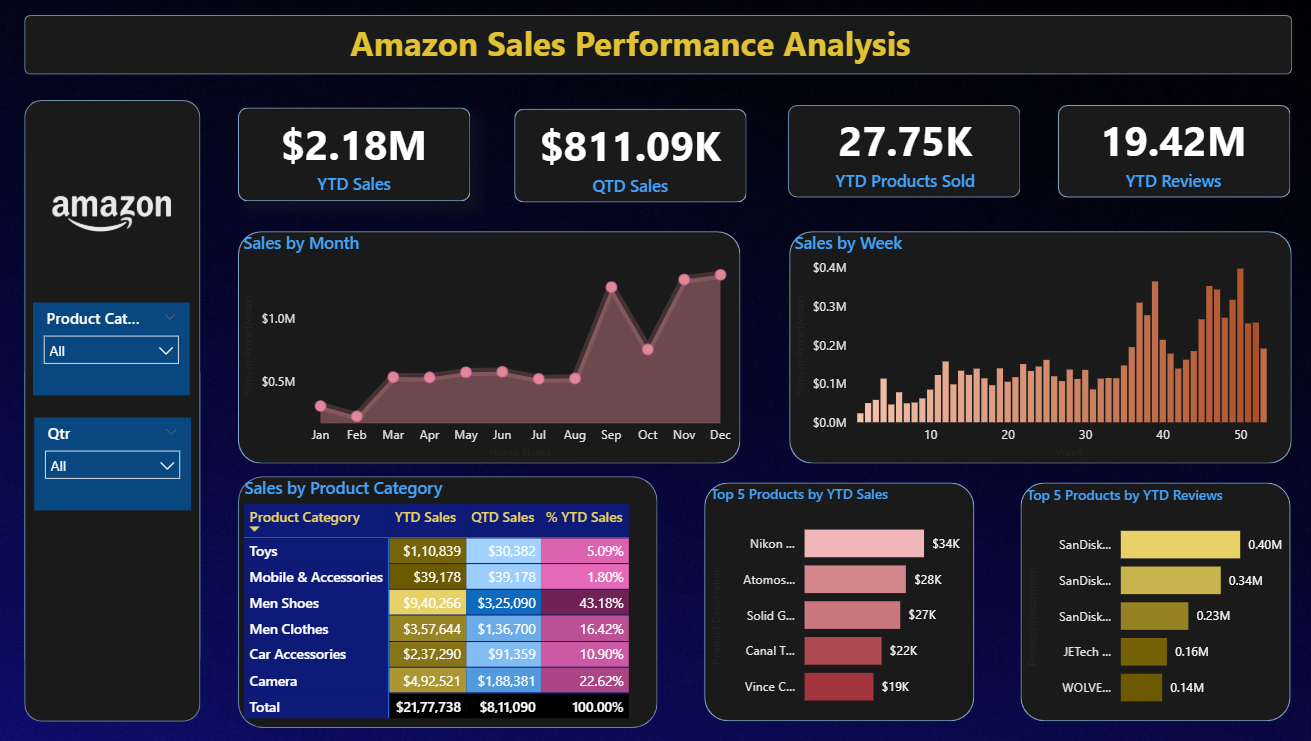 Amazon Sales Performance Analysis
amazon
Product Cat...
All
Qtr
All
$2.18M
YTD Sales
$811.09K
QTD Sales
27.75K
YTD Products Sold
19.42M
YTD Reviews
Sales by Month
$1.0M
$0.5M
Jan Feb Mar Apr May Jun Jul Aug Sep Oct Nov Dec
Month Name
Sales by Week
$0.4M
$0.3M
$0.2M
$0.1M
$0.0M
10 20 30 40 50
Week
Sales by Product Category
Product Category YTD Sales QTD Sales % YTD Sales
Toys $1,10,839 $30,382 5.09%
Mobile & Accessories $39,178 $39,178 1.80%
Men Shoes $9,40,266 $3,25,090 43.18%
Men Clothes $3,57,644 $1,36,700 16.42%
Car Accessories $2,37,290 $91,359 10.90%
Camera $4,92,521 $1,88,381 22.62%
Total $21,77,738 $8,11,090 100.00%
Top 5 Products by YTD Sales
Product Description
Nikon ... $34K
Atomos... $28K
Solid G... $27K
Canal T... $22K
Vince C... $19K
Top 5 Products by YTD Reviews
Product Description
SanDisk... 0.40M
SanDisk... 0.34M
SanDisk... 0.23M
JETech ... 0.16M
WOLVE... 0.14M